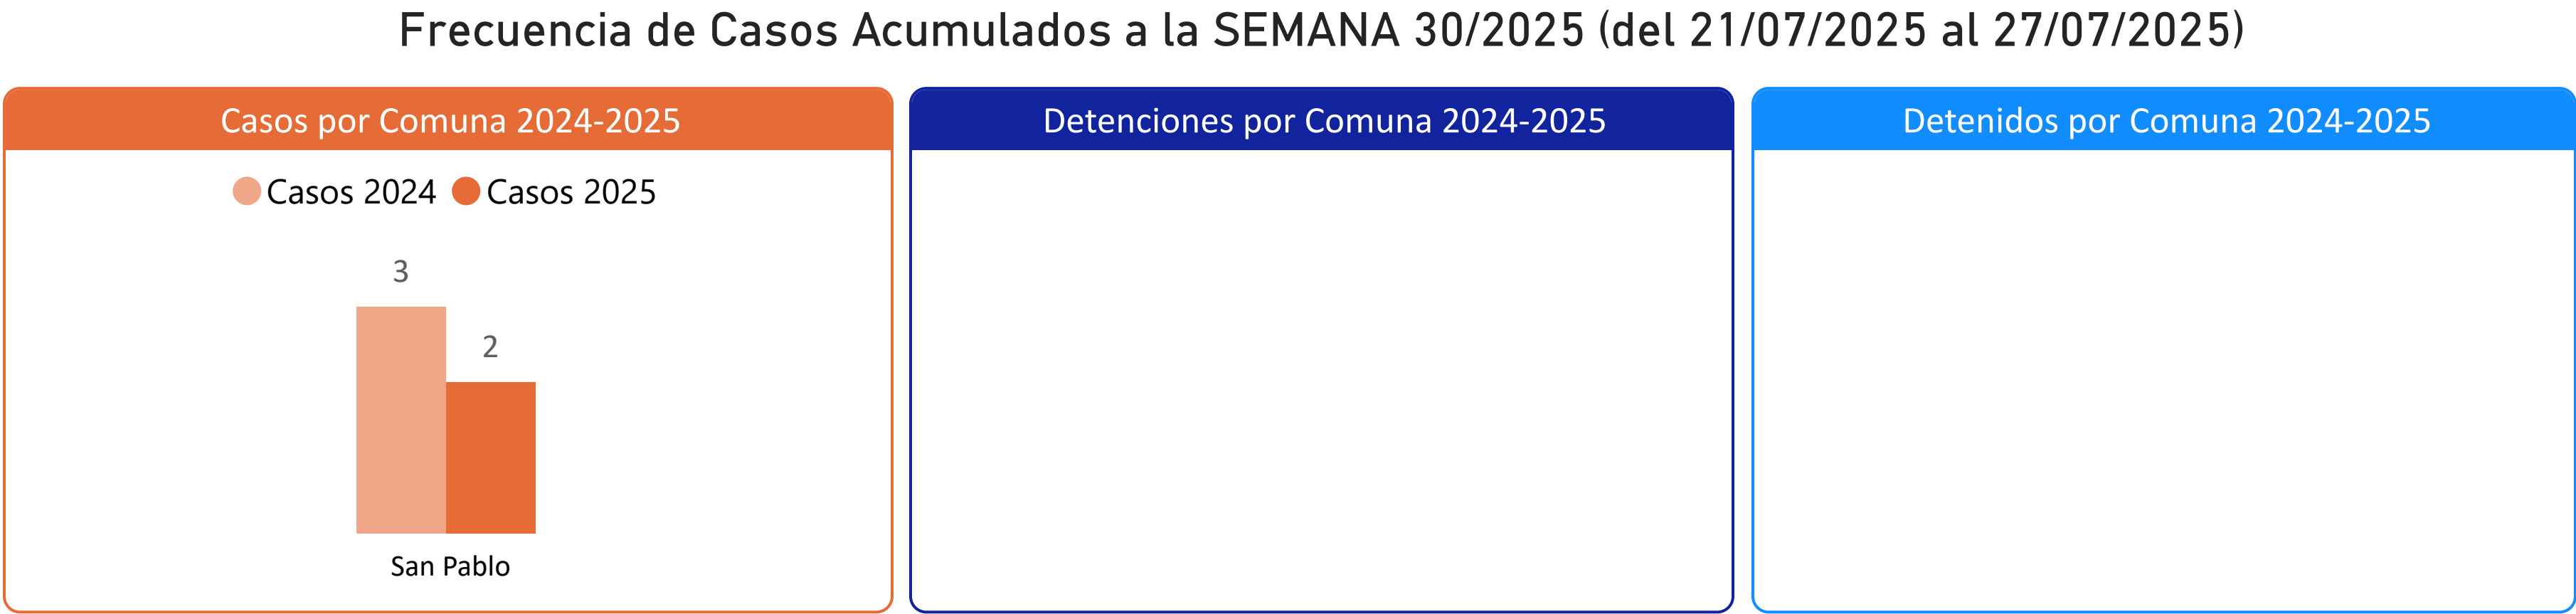 Frecuencia de Casos Acumulados a la SEMANA 30/2025 (del 21/07/2025 al 27/07/2025)
Casos por Comuna 2024-2025
Casos 2024 Casos 2025
3
2
San Pablo
Detenciones por Comuna 2024-2025
Detenidos por Comuna 2024-2025